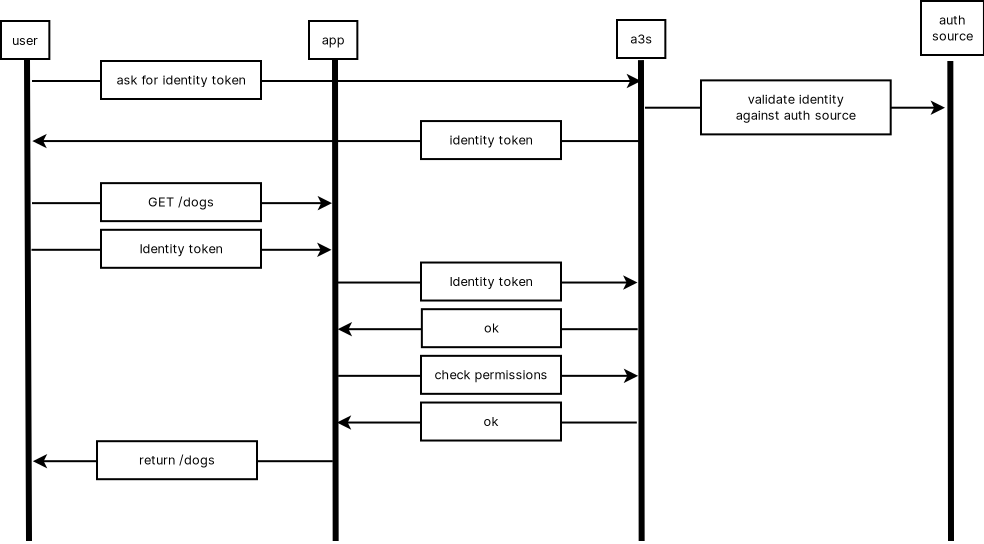 user
app
a3s
auth
source
ask for identity token
validate identity
against auth source
identity token
GET /dogs
Identity token
Identity token
ok
check permissions
ok
return /dogs